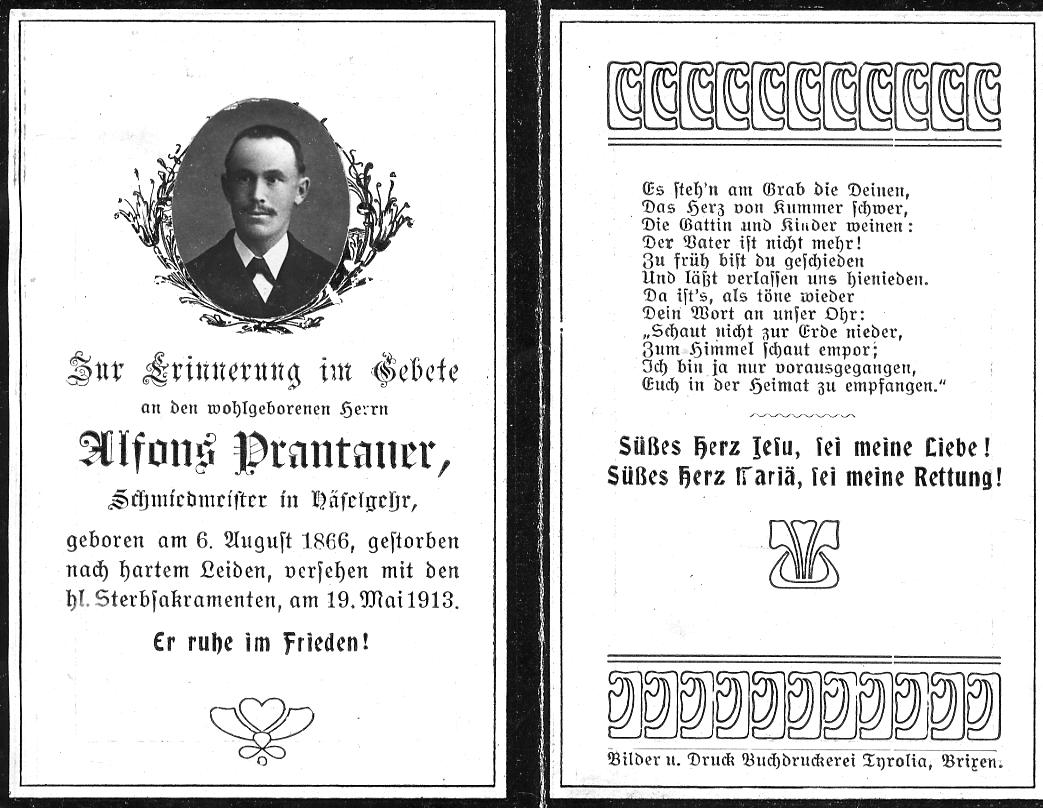 Zur Erinnerung im Gebete
an den wohlgeborenen Herrn
Alfons Prantauer,
Schmiedmeister in Häselgehr,
geboren am 6. August 1866, gestorben
nach hartem Leiden, versehen mit den
hl. Sterbsakramenten, am 19. Mai 1913.
Er ruhe im Frieden!
Es steh'n am Grab die Deinen,
Das Herz von Kummer schwer,
Die Gattin und Kinder weinen:
Der Vater ist nicht mehr!
Zu früh bist du geschieden
Und läßt verlassen uns hienieden.
Da ist's, als töne wieder
Dein Wort an unser Ohr:
„Schaut nicht zur Erde nieder,
Zum Himmel schaut empor;
Ich bin ja nur vorausgegangen,
Euch in der Heimat zu empfangen.“
Süßes Herz Jesu, sei meine Liebe!
Süßes Herz Mariä, sei meine Rettung!
Bilder u. Druck Buchdruckerei Tyrolia, Brixen.